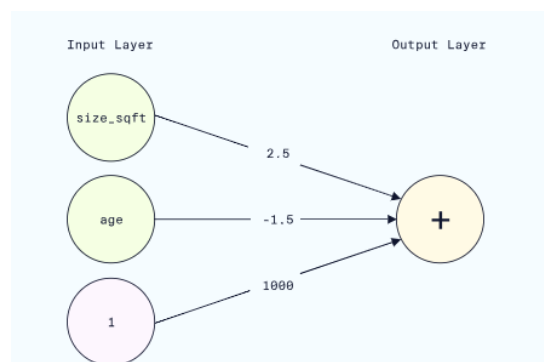 Input Layer
Output Layer
size_sqft
2.5
age
-1.5
+
1000
1